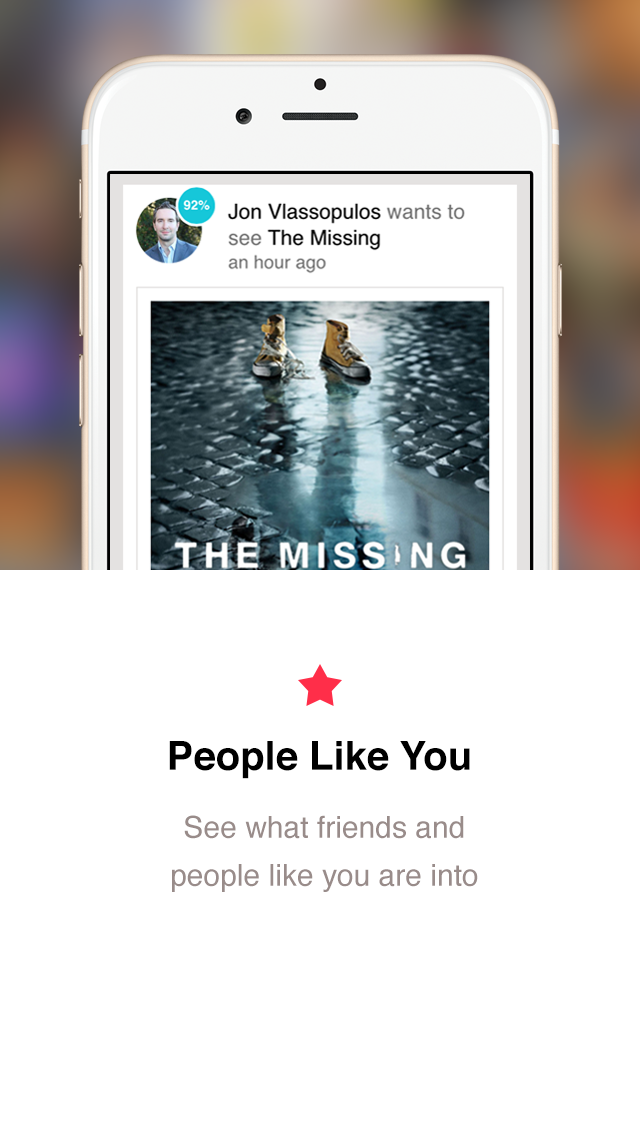 92%
Jon Vlassopulos wants to
see The Missing
an hour ago
THE MISSING
People Like You
See what friends and
people like you are into